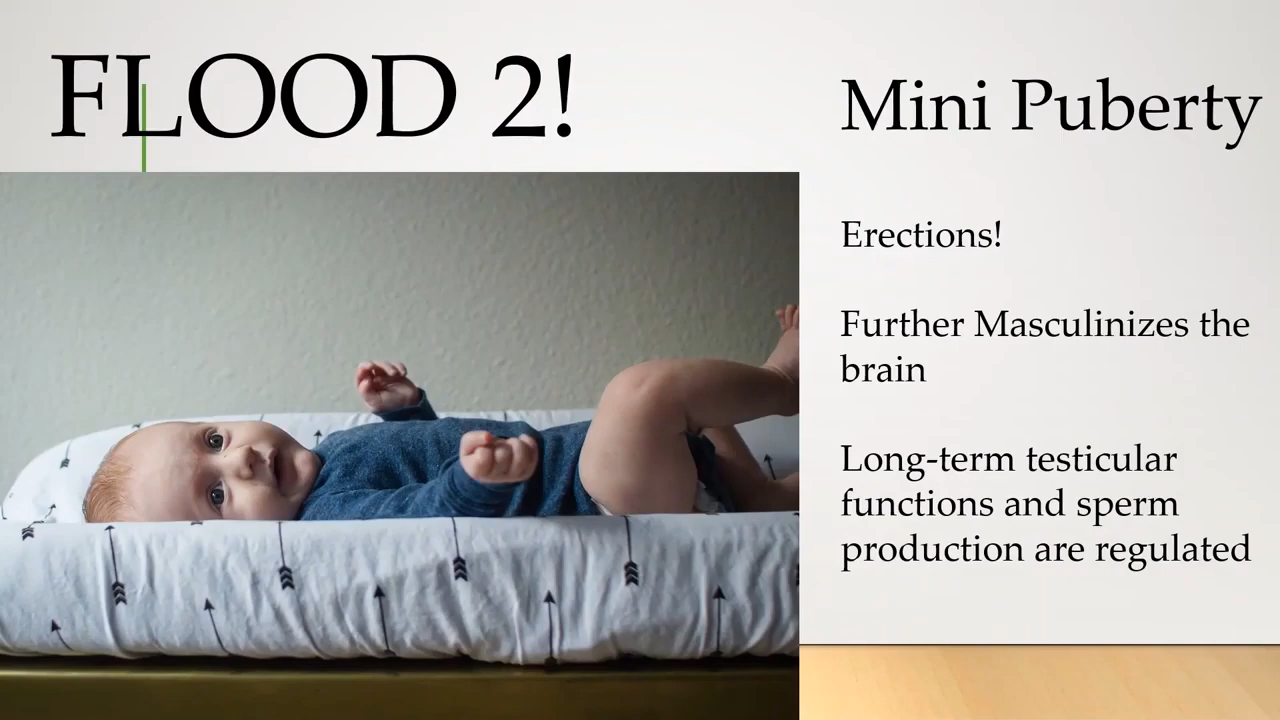 FLOOD 2!
Mini Puberty
Erections!
Further Masculinizes the
brain
Long-term testicular
functions and sperm
production are regulated